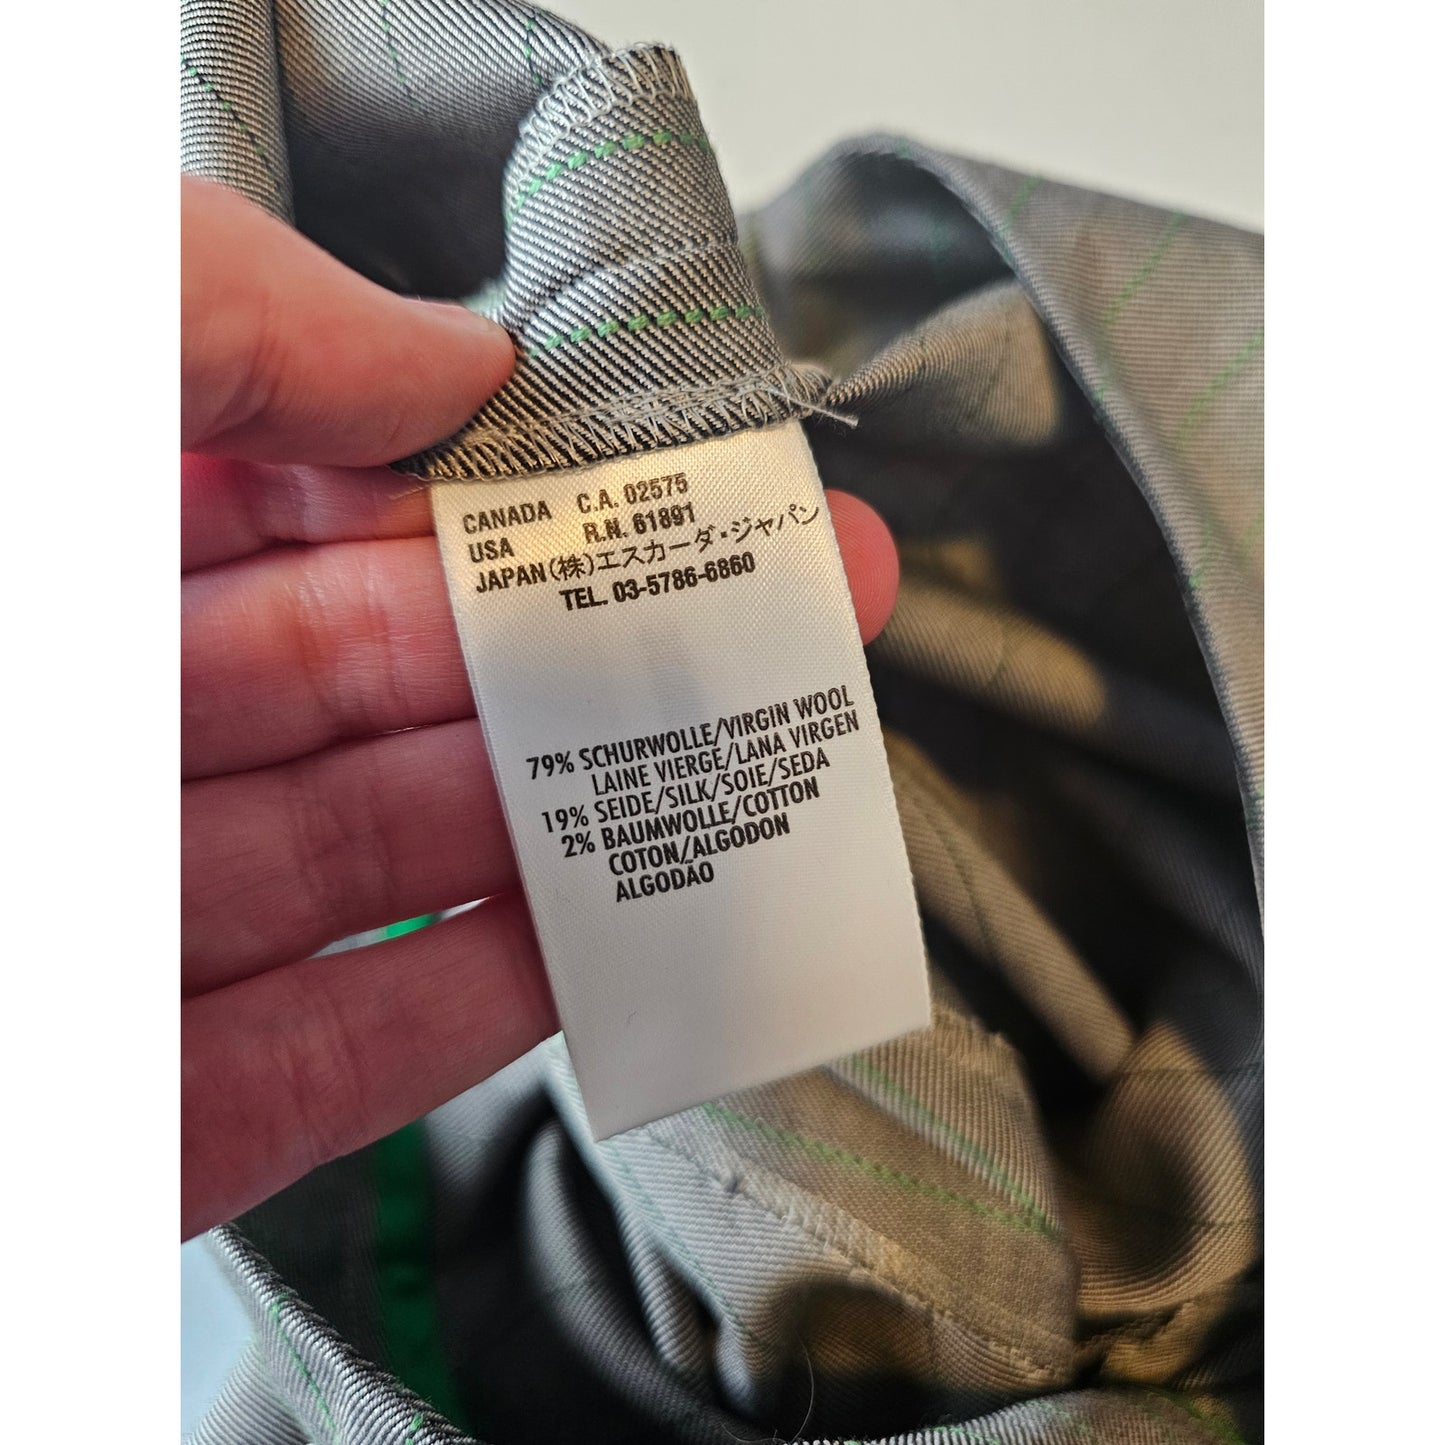 CANADA C.A. 02575
USA R.N. 61891
JAPAN(株)エスカーダ・ジャパン
TEL. 03-5786-6860
79% SCHURWOLLE/VIRGIN WOOL
LAINE VIERGE/LANA VIRGEN
19% SEIDE/SILK/SOIE/SEDA
2% BAUMWOLLE/COTTON
COTON/ALGODON
ALGODÃO